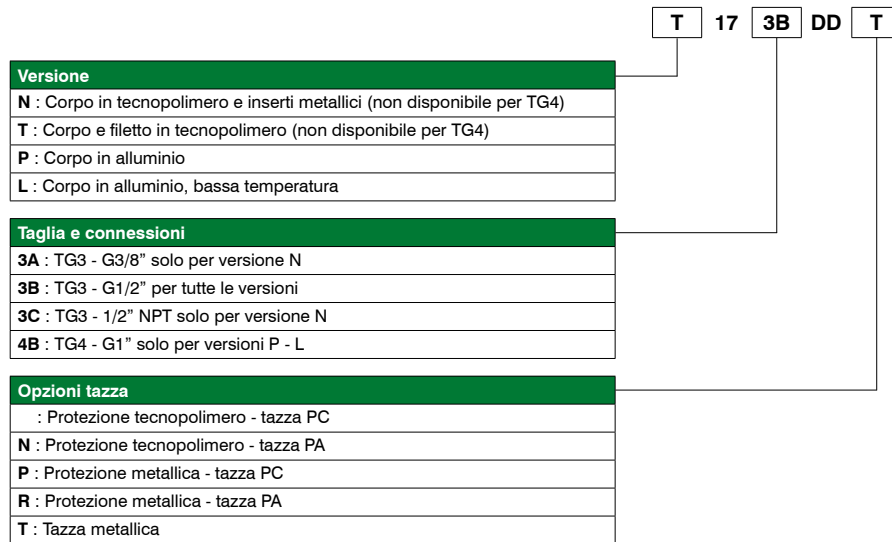 T 17 3B DD T
Versione
N : Corpo in tecnopolimero e inserti metallici (non disponibile per TG4)
T : Corpo e filetto in tecnopolimero (non disponibile per TG4)
P : Corpo in alluminio
L : Corpo in alluminio, bassa temperatura
Taglia e connessioni
3A : TG3 - G3/8” solo per versione N
3B : TG3 - G1/2” per tutte le versioni
3C : TG3 - 1/2” NPT solo per versione N
4B : TG4 - G1” solo per versioni P - L
Opzioni tazza
: Protezione tecnopolimero - tazza PC
N : Protezione tecnopolimero - tazza PA
P : Protezione metallica - tazza PC
R : Protezione metallica - tazza PA
T : Tazza metallica